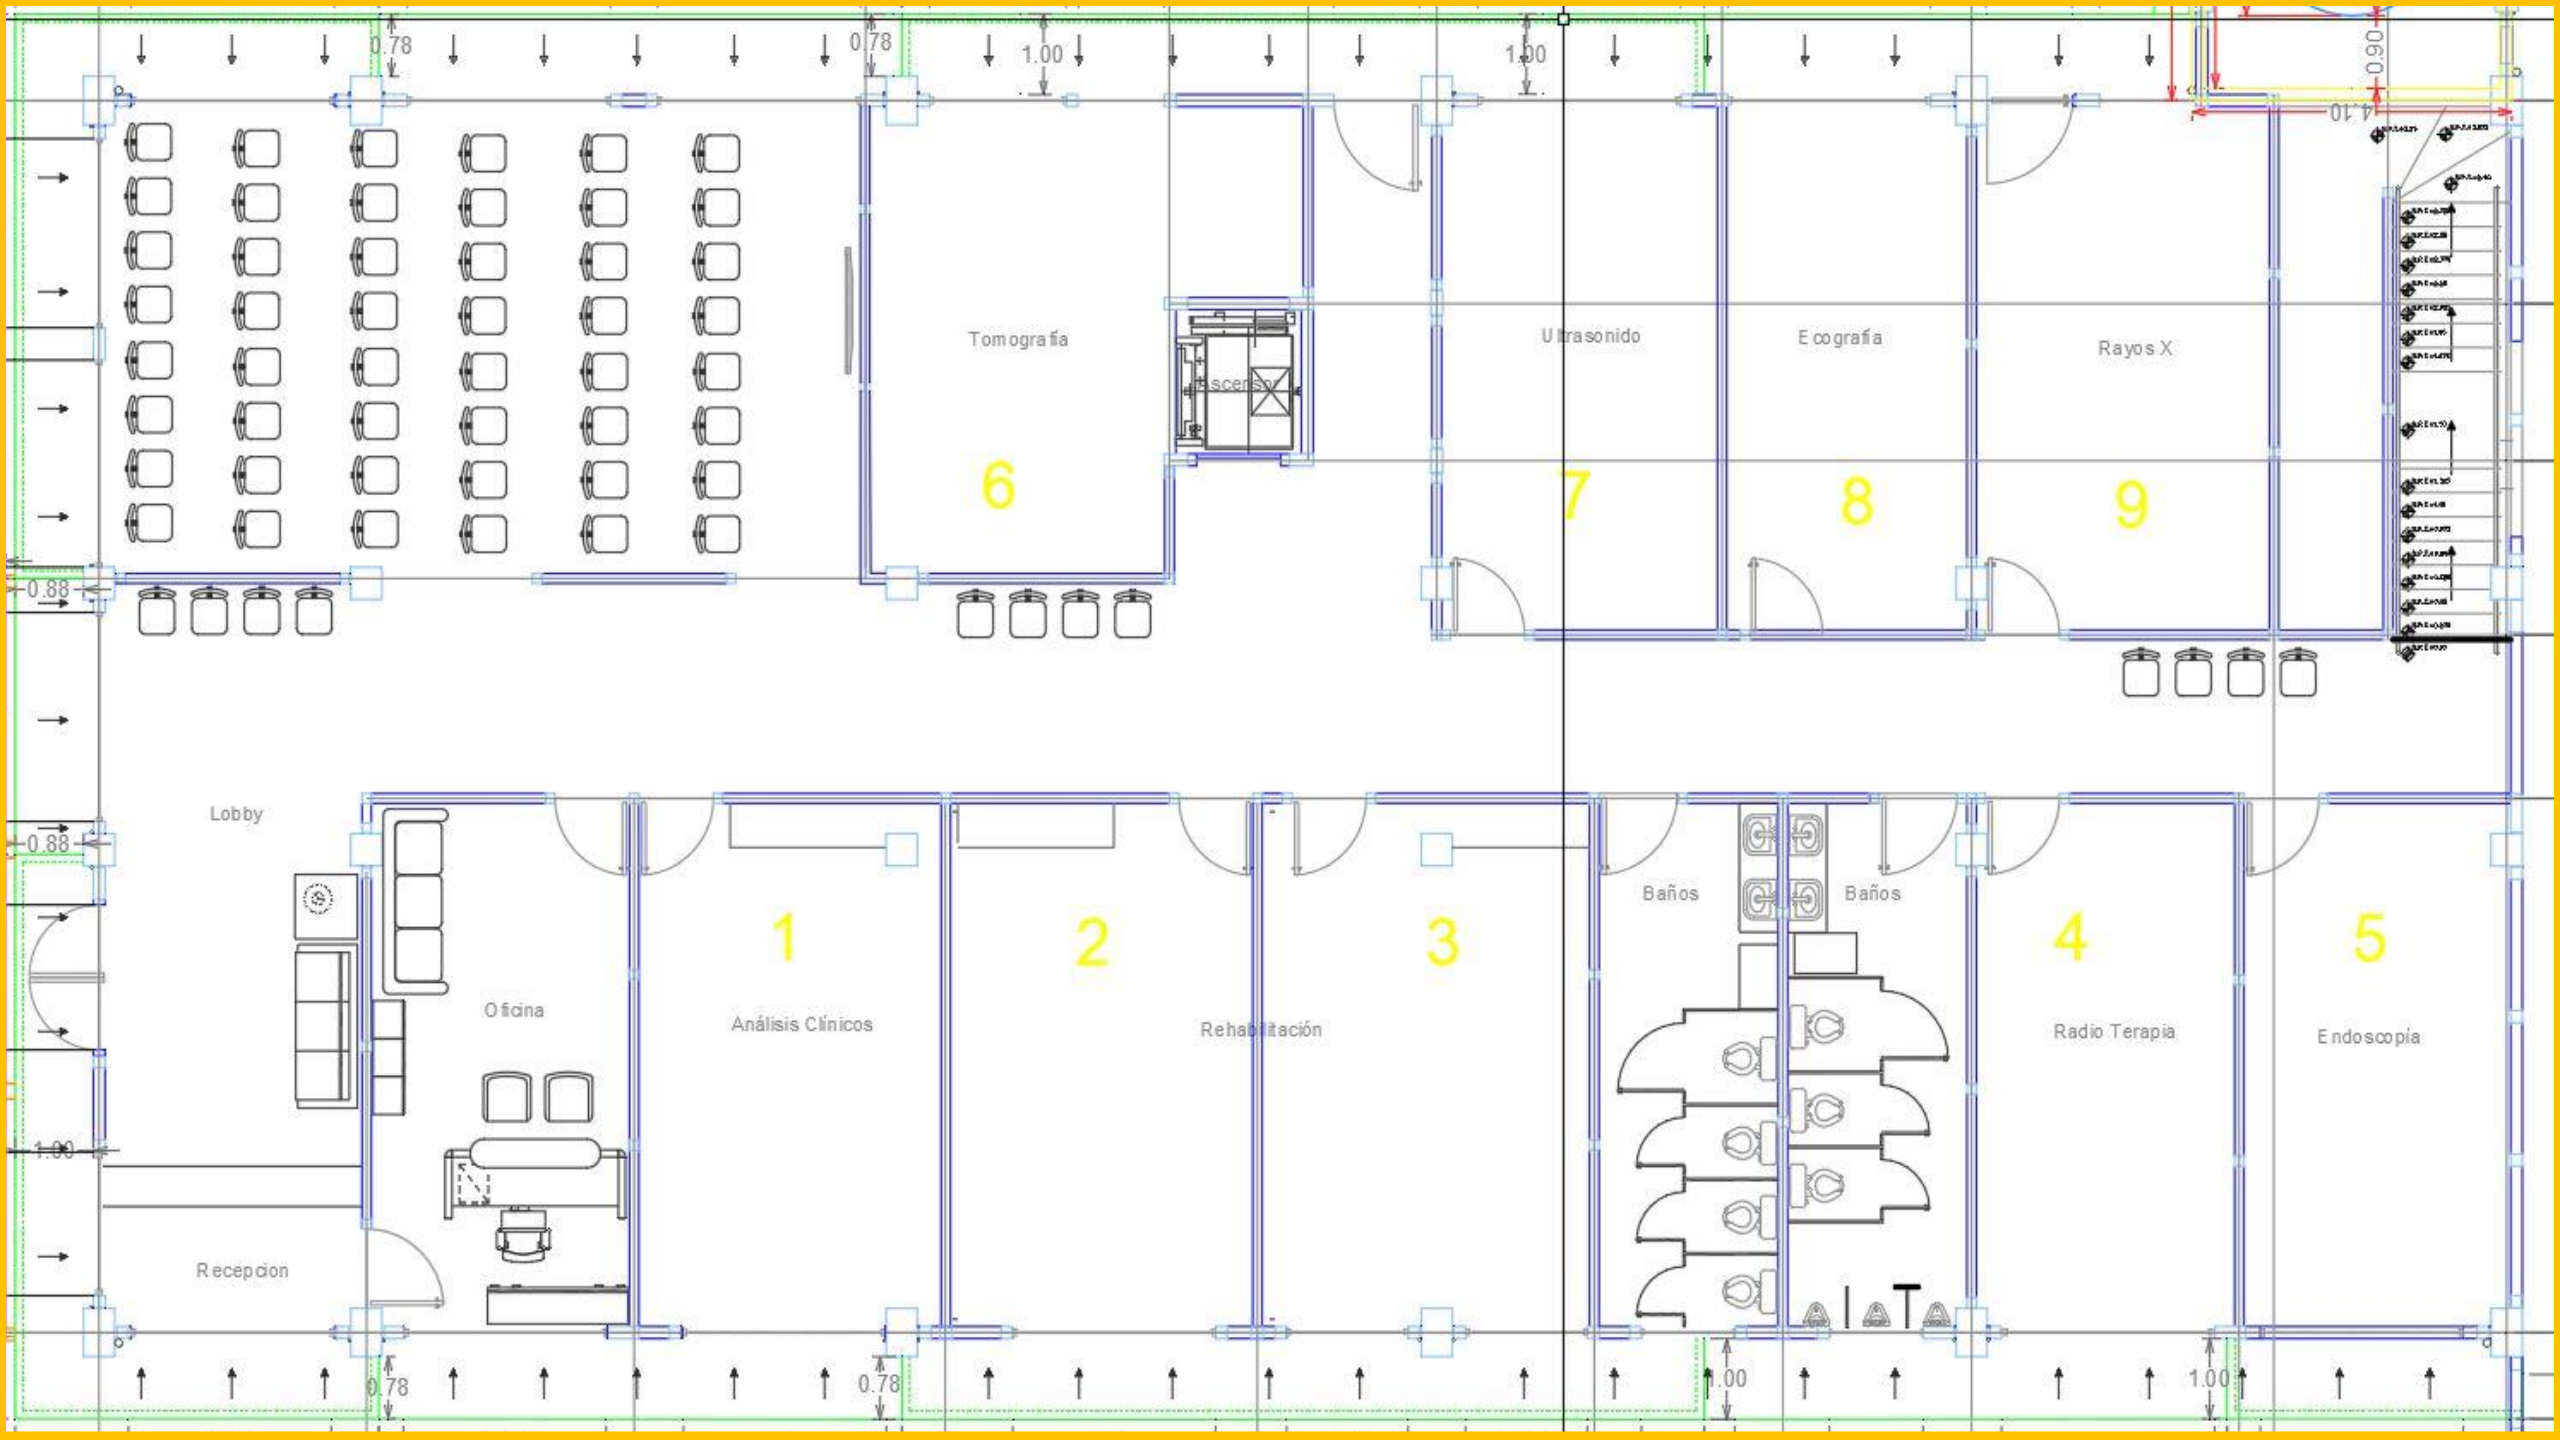 0.78
0.78
1.00
1.00
0.60
4.10
Tomografía
Ultrasonido
Ecografía
Rayos X
Ascensor
6
7
8
9
0.88
Lobby
0.88
Baños
Baños
1
2
3
4
5
Oficina
Análisis Clínicos
Rehabilitación
Radio Terapia
Endoscopía
1.00
Recepcion
0.78
0.78
1.00
1.00